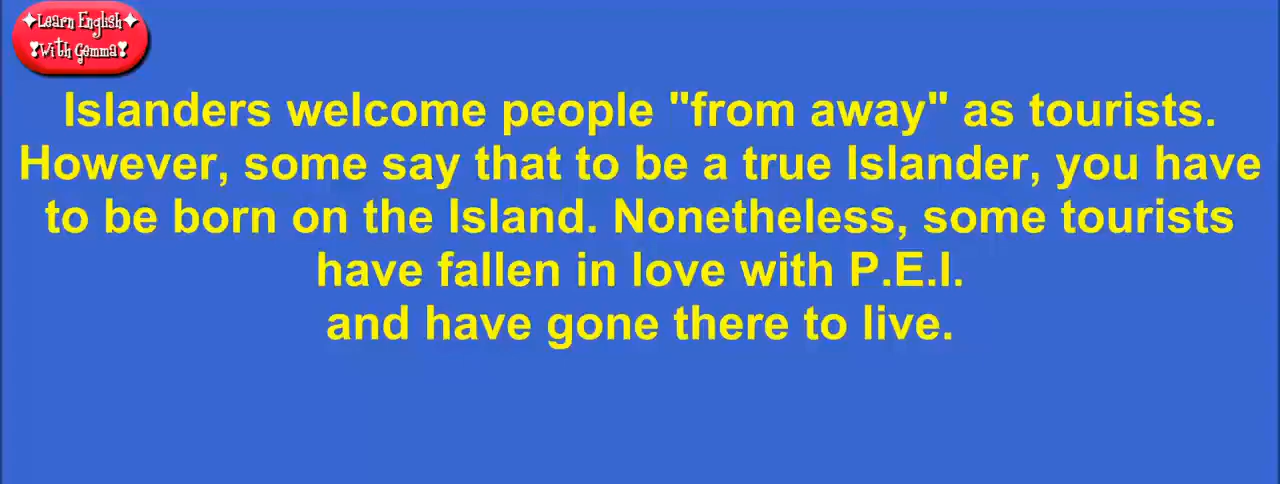 ✦Learn English✦
❣With Gemma❣
Islanders welcome people "from away" as tourists.
However, some say that to be a true Islander, you have
to be born on the Island. Nonetheless, some tourists
have fallen in love with P.E.I.
and have gone there to live.